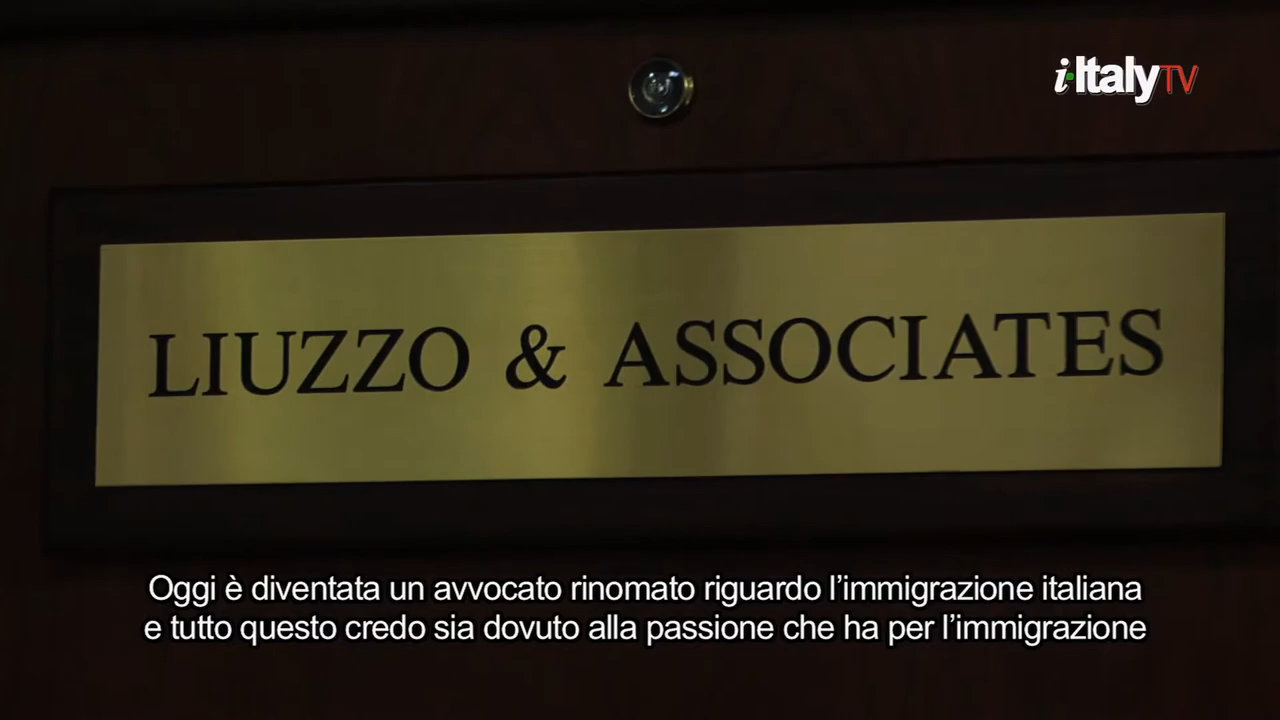 i·ItalyTV
LIUZZO & ASSOCIATES
Oggi è diventata un avvocato rinomato riguardo l’immigrazione italiana
e tutto questo credo sia dovuto alla passione che ha per l’immigrazione